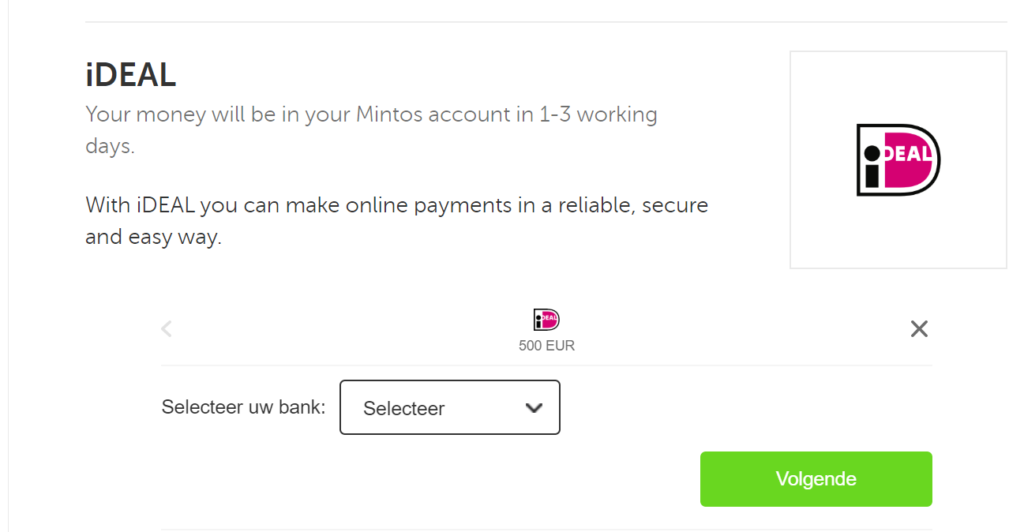 iDEAL
Your money will be in your Mintos account in 1-3 working
days.
With iDEAL you can make online payments in a reliable, secure
and easy way.
iDEAL
iDEAL
500 EUR
Selecteer uw bank:
Selecteer
Volgende